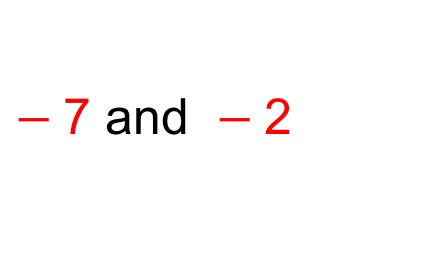 – 7 and – 2